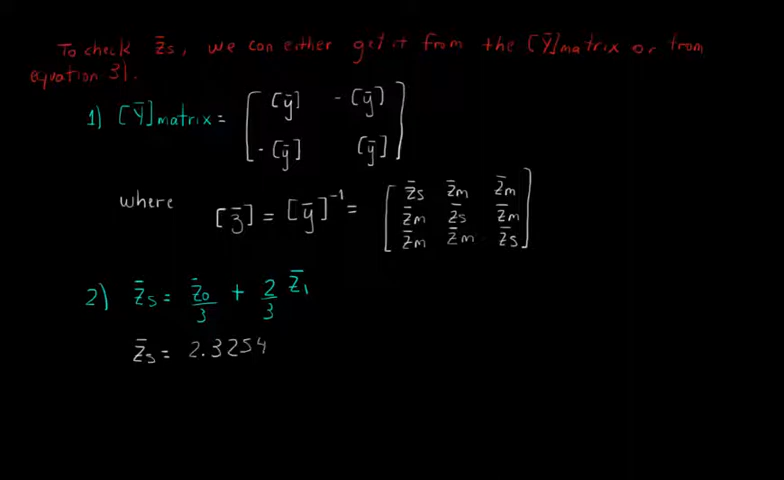 To check z̄s, we can either get it from the [Ȳ]matrix or from
equation 31.
1) [Ȳ]matrix = [ [ȳ] -[ȳ]
-[ȳ] [ȳ] ]
where [z̄] = [ȳ]⁻¹ = [ z̄s z̄m z̄m
z̄m z̄s z̄m
z̄m z̄m z̄s ]
2) z̄s = z̄0/3 + 2/3 z̄1
z̄s = 2.3254